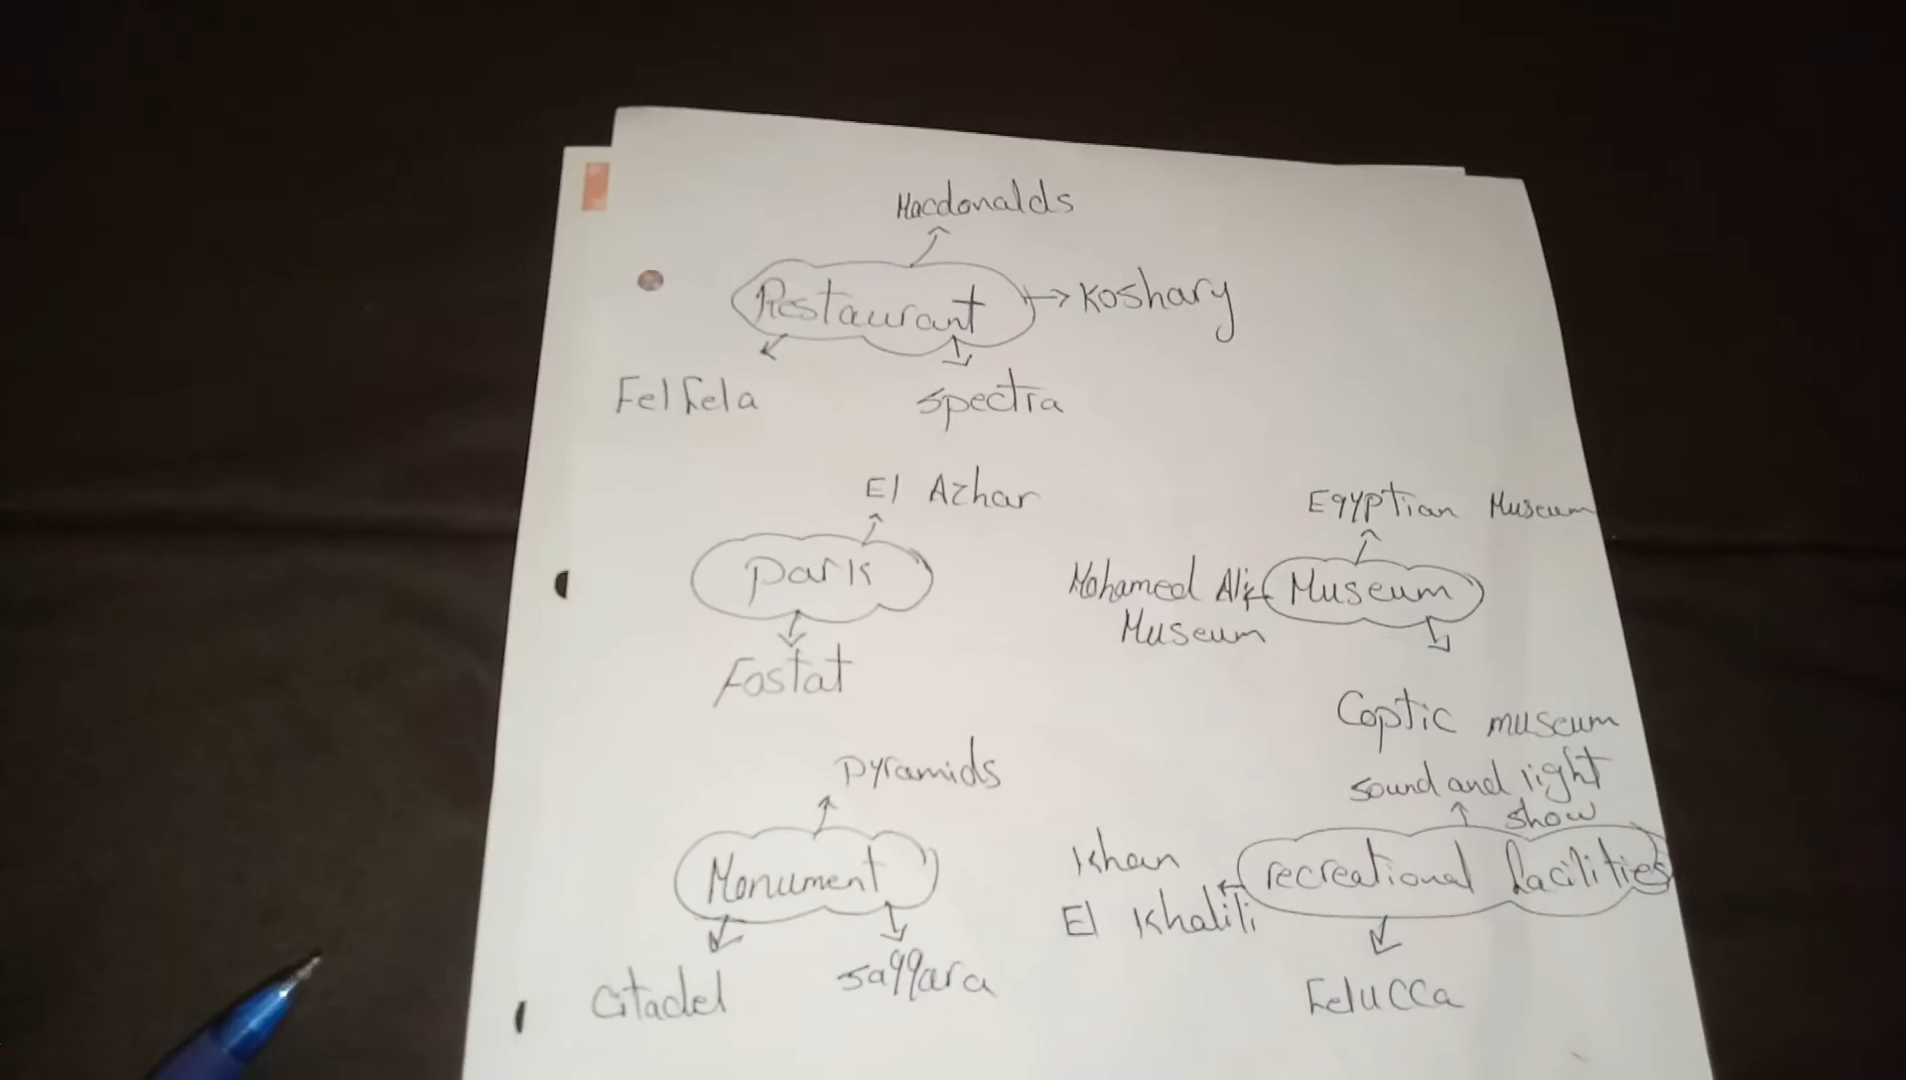 Macdonalds
Restaurant
Koshary
Felfela
spectra
El Azhar
park
Fostat
Egyptian Museum
Museum
Mohamed Ali
Museum
Coptic museum
pyramids
Monument
Citadel
saqqara
sound and light
show
recreational facilities
Khan
El Khalili
Felucca